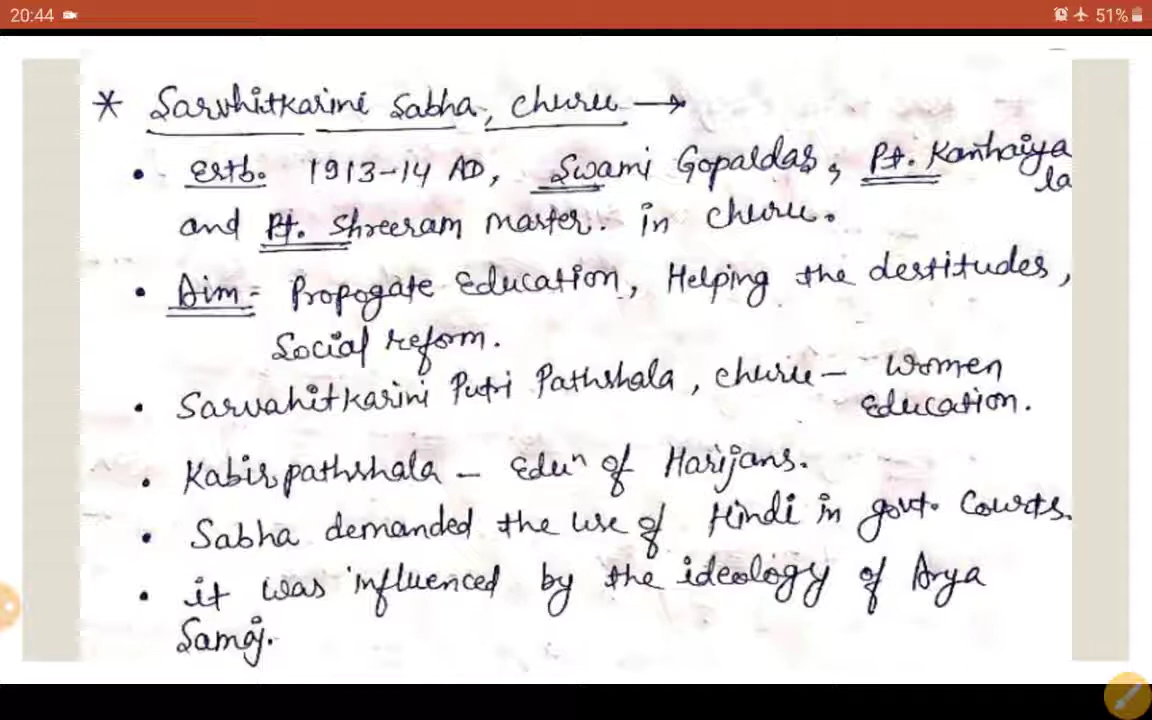 20:44
51%
* Sarvhitkarini Sabha, Churu →
• Estb. 1913-14 AD, Swami Gopaldas, Pt. Kanhaiya
la
and Pt. Shreeram master. in Churu.
• Aim = Propogate Education, Helping the destitudes,
Social reform.
• Sarvahitkarini Putri Pathshala, Churu - Women
Education.
• Kabir pathshala - Eduⁿ of Harijans.
• Sabha demanded the use of Hindi in govt. Courts.
• it was influenced by the ideology of Arya
Samaj.